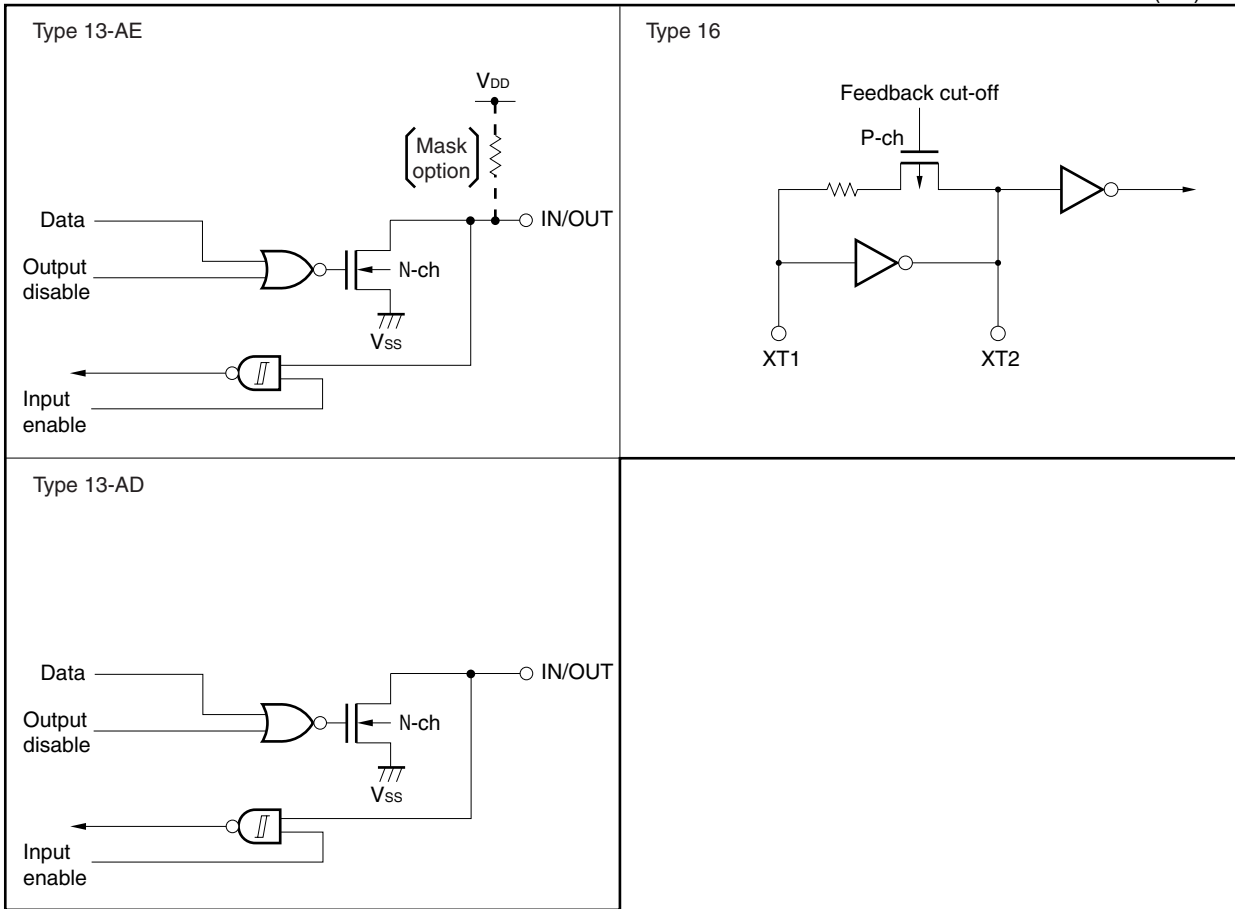 Type 13-AE
VDD
Mask
option
Data
IN/OUT
Output
disable
N-ch
VSS
Input
enable
Type 16
Feedback cut-off
P-ch
XT1
XT2
Type 13-AD
Data
IN/OUT
Output
disable
N-ch
VSS
Input
enable